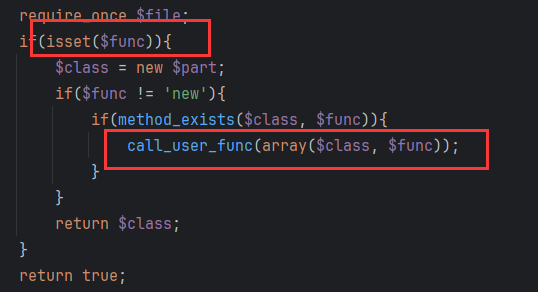 require_once $file;
if(isset($func)){
$class = new $part;
if($func != 'new'){
if(method_exists($class, $func)){
call_user_func(array($class, $func));
}
}
return $class;
}
return true;